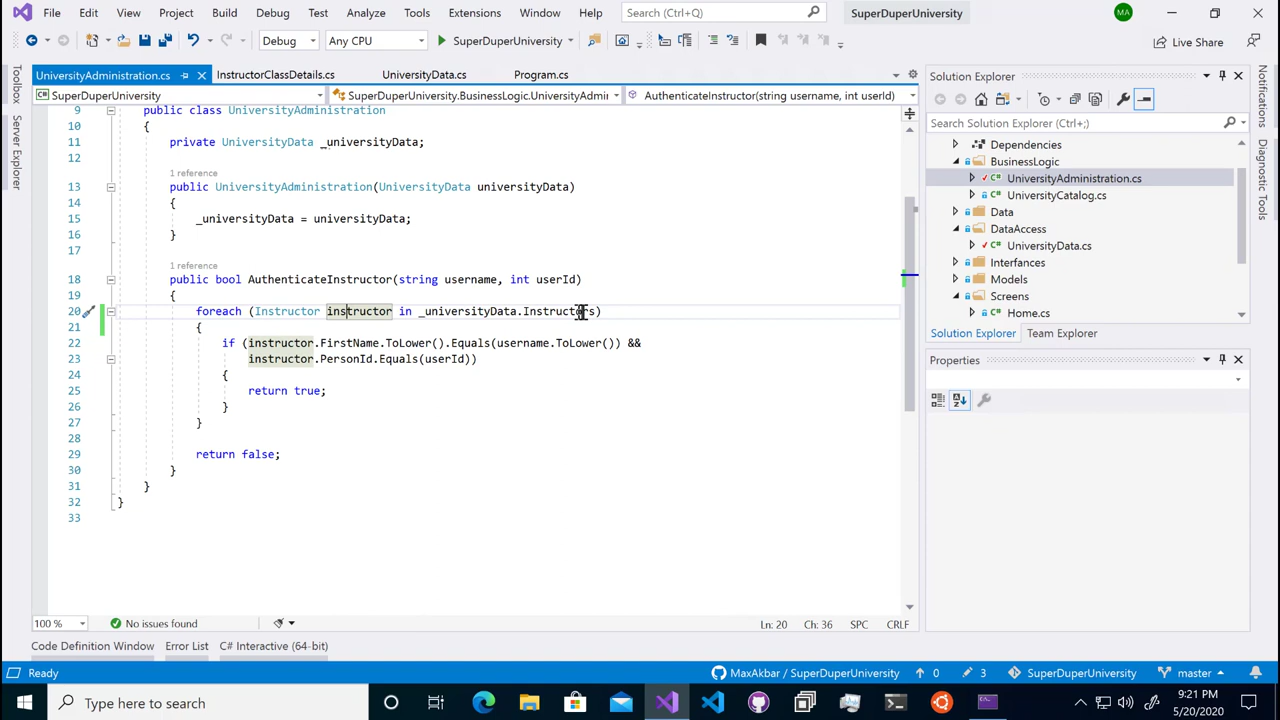 File Edit View Project Build Debug Test Analyze Tools Extensions Window Help Search (Ctrl+Q) SuperDuperUniversity MA
Debug Any CPU SuperDuperUniversity Live Share
UniversityAdministration.cs InstructorClassDetails.cs UniversityData.cs Program.cs
SuperDuperUniversity SuperDuperUniversity.BusinessLogic.UniversityAdmir AuthenticateInstructor(string username, int userId)
Toolbox
Server Explorer
9 public class UniversityAdministration
10 {
11 private UniversityData _universityData;
12
1 reference
13 public UniversityAdministration(UniversityData universityData)
14 {
15 _universityData = universityData;
16 }
17
1 reference
18 public bool AuthenticateInstructor(string username, int userId)
19 {
20 foreach (Instructor instructor in _universityData.Instructors)
21 {
22 if (instructor.FirstName.ToLower().Equals(username.ToLower()) &&
23 instructor.PersonId.Equals(userId))
24 {
25 return true;
26 }
27 }
28
29 return false;
30 }
31 }
32 }
33
100 % No issues found Ln: 20 Ch: 36 SPC CRLF
Code Definition Window Error List C# Interactive (64-bit)
Solution Explorer
Search Solution Explorer (Ctrl+;)
Dependencies
BusinessLogic
C# UniversityAdministration.cs
C# UniversityCatalog.cs
Data
DataAccess
C# UniversityData.cs
Interfaces
Models
Screens
C# Home.cs
Solution Explorer Team Explorer
Properties
Notifications
Diagnostic Tools
Ready MaxAkbar / SuperDuperUniversity 0 3 SuperDuperUniversity master
Type here to search
9:21 PM
5/20/2020